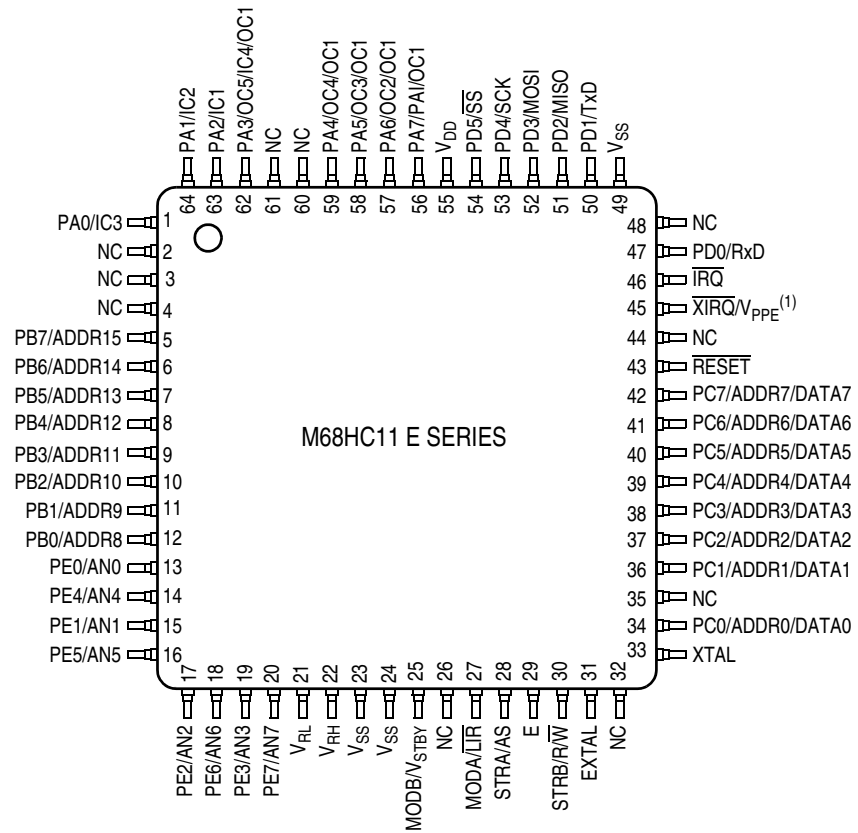 PA1/IC2
PA2/IC1
PA3/OC5/IC4/OC1
NC
NC
PA4/OC4/OC1
PA5/OC3/OC1
PA6/OC2/OC1
PA7/PAI/OC1
VDD
PD5/S̅S̅
PD4/SCK
PD3/MOSI
PD2/MISO
PD1/TxD
VSS
64
63
62
61
60
59
58
57
56
55
54
53
52
51
50
49
PA0/IC3 1
NC 2
NC 3
NC 4
PB7/ADDR15 5
PB6/ADDR14 6
PB5/ADDR13 7
PB4/ADDR12 8
PB3/ADDR11 9
PB2/ADDR10 10
PB1/ADDR9 11
PB0/ADDR8 12
PE0/AN0 13
PE4/AN4 14
PE1/AN1 15
PE5/AN5 16
M68HC11 E SERIES
48 NC
47 PD0/RxD
46 I̅R̅Q̅
45 X̅I̅R̅Q̅/VPPE(1)
44 NC
43 R̅E̅S̅E̅T̅
42 PC7/ADDR7/DATA7
41 PC6/ADDR6/DATA6
40 PC5/ADDR5/DATA5
39 PC4/ADDR4/DATA4
38 PC3/ADDR3/DATA3
37 PC2/ADDR2/DATA2
36 PC1/ADDR1/DATA1
35 NC
34 PC0/ADDR0/DATA0
33 XTAL
17
18
19
20
21
22
23
24
25
26
27
28
29
30
31
32
PE2/AN2
PE6/AN6
PE3/AN3
PE7/AN7
VRL
VRH
VSS
VSS
MODB/VSTBY
NC
MODA/L̅I̅R̅
STRA/AS
E
STRB/R/W̅
EXTAL
NC